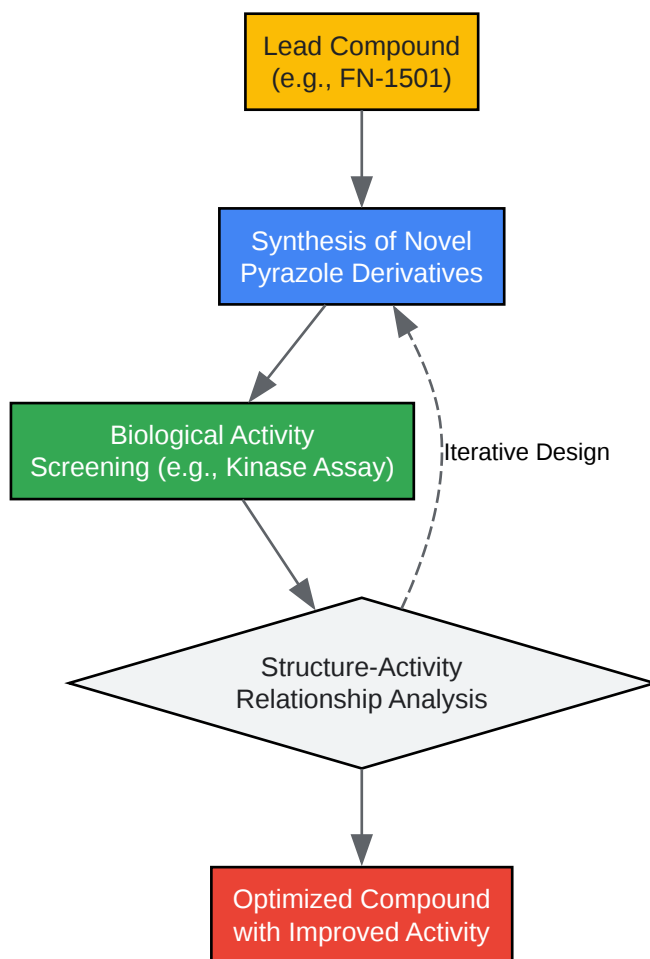 Lead Compound
(e.g., FN-1501)
Synthesis of Novel
Pyrazole Derivatives
Biological Activity
Screening (e.g., Kinase Assay)
Iterative Design
Structure-Activity
Relationship Analysis
Optimized Compound
with Improved Activity